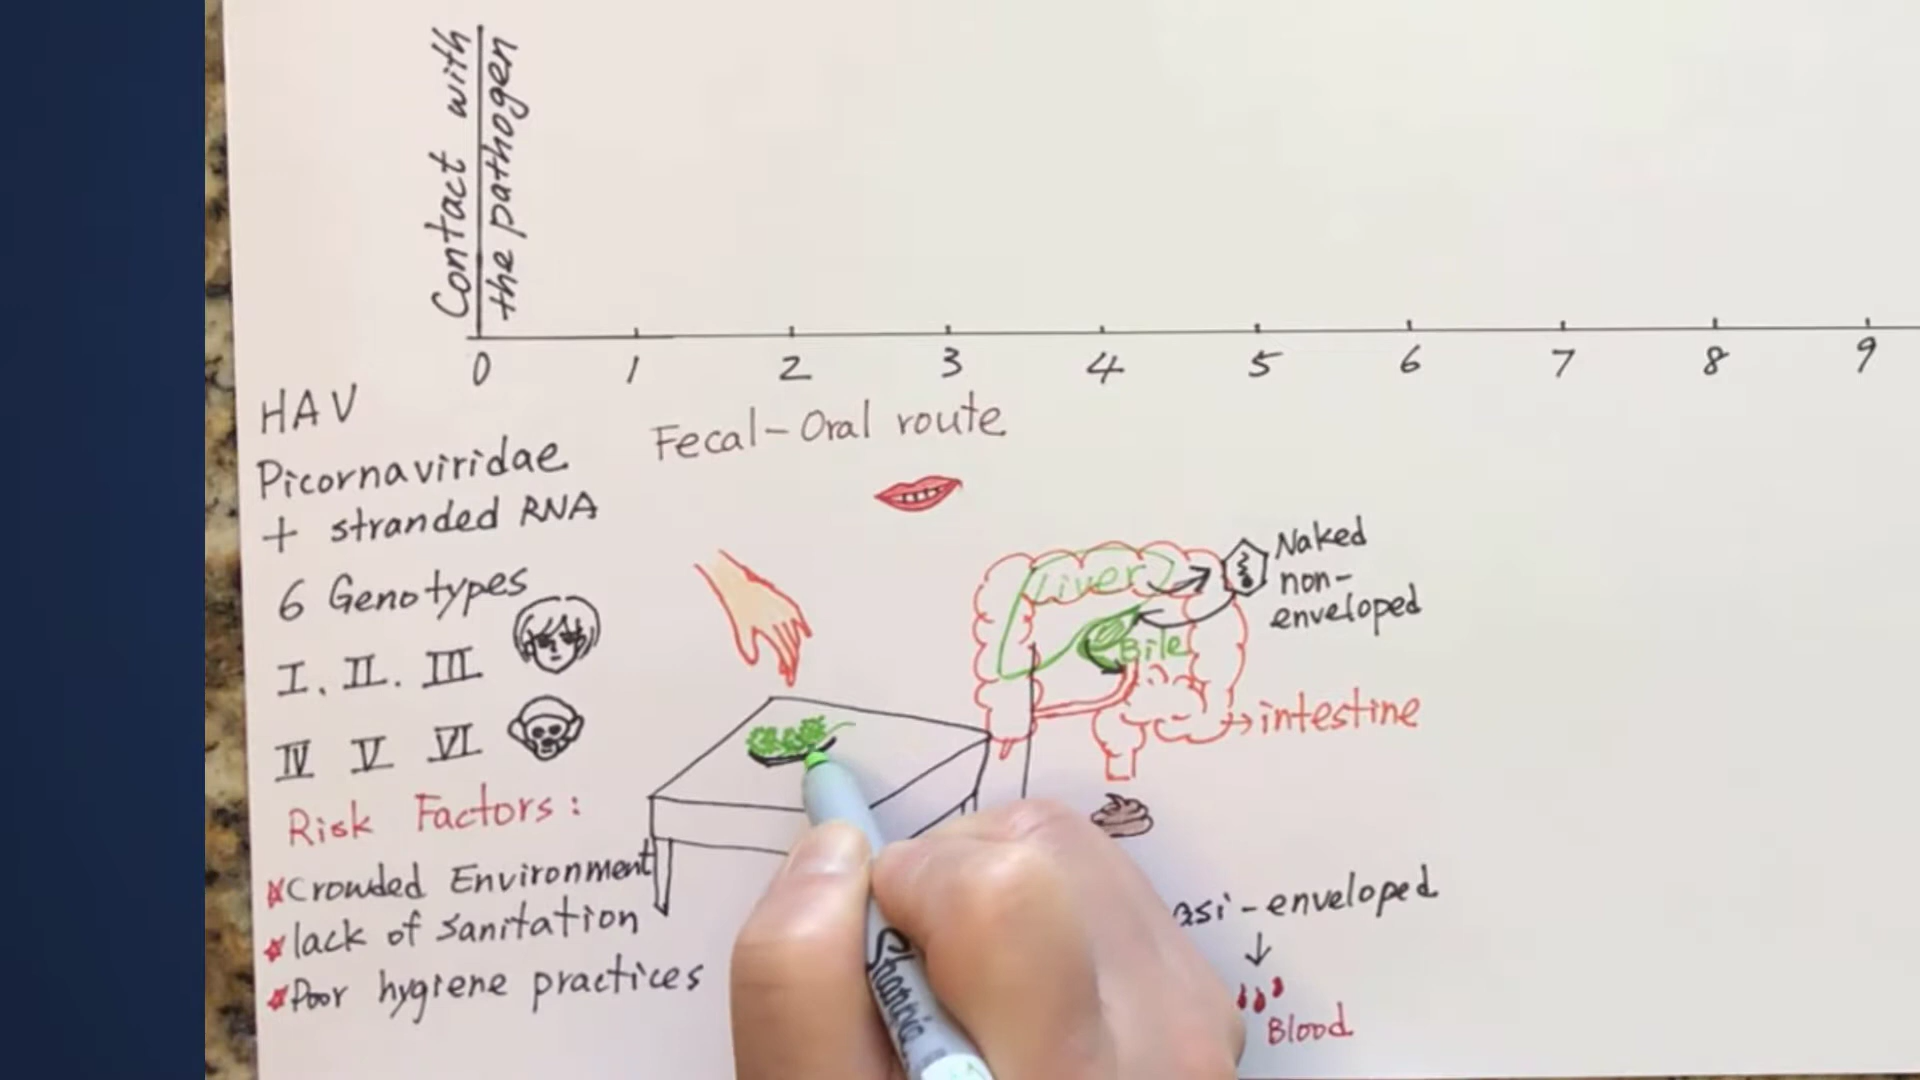 Contact with
the pathogen
0 1 2 3 4 5 6 7 8 9
HAV
Picornaviridae
+ stranded RNA
6 Genotypes
I. II. III
IV V VI
Risk Factors:
Crowded Environment
lack of sanitation
Poor hygiene practices
Fecal-Oral route
Liver
Bile
Naked
non-
enveloped
intestine
asi-enveloped
Blood
Sharpie